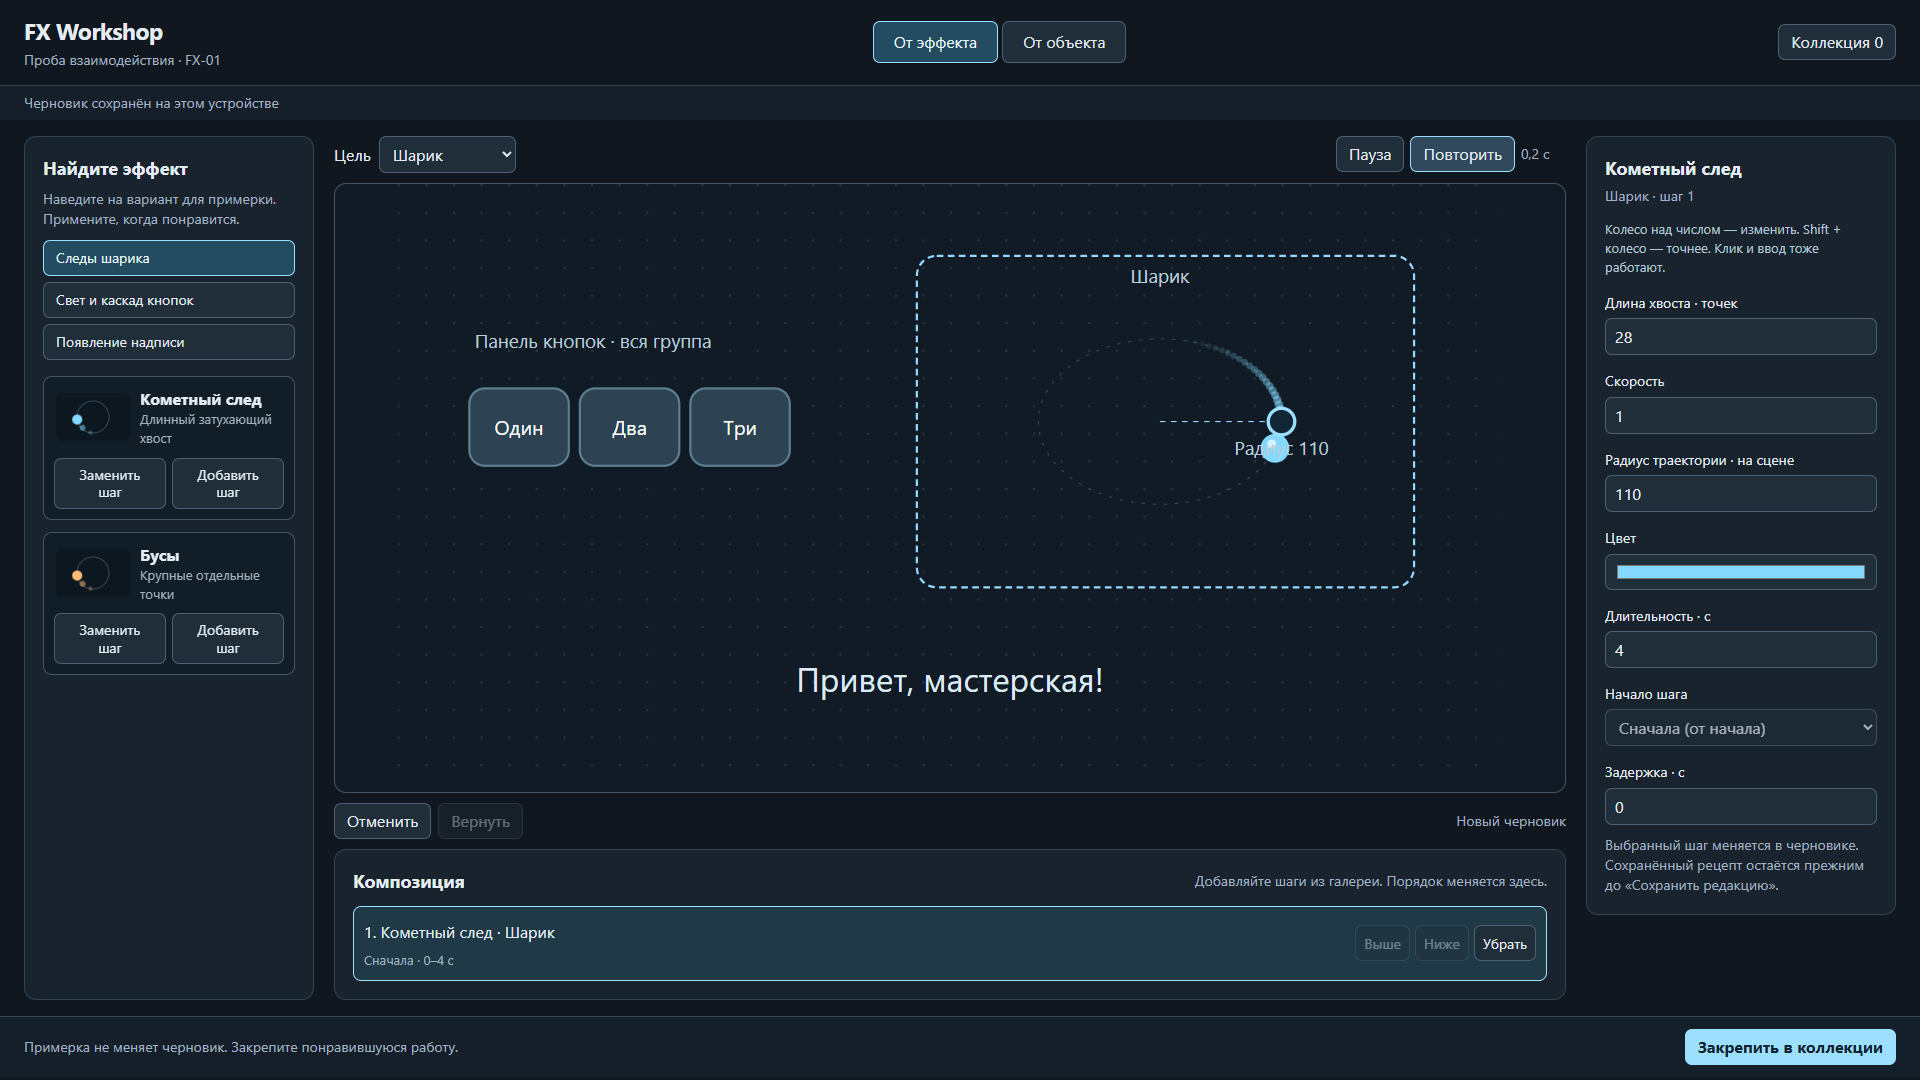 FX Workshop
Проба взаимодействия · FX-01
От эффекта
От объекта
Коллекция 0
Черновик сохранён на этом устройстве
Найдите эффект
Наведите на вариант для примерки.
Примените, когда понравится.
Следы шарика
Свет и каскад кнопок
Появление надписи
Кометный след
Длинный затухающий
хвост
Заменить
шаг
Добавить
шаг
Бусы
Крупные отдельные
точки
Заменить
шаг
Добавить
шаг
Цель
Шарик
Пауза
Повторить
0,2 с
Шарик
Панель кнопок · вся группа
Один
Два
Три
Радиус 110
Привет, мастерская!
Отменить
Вернуть
Новый черновик
Композиция
Добавляйте шаги из галереи. Порядок меняется здесь.
1. Кометный след · Шарик
Сначала · 0–4 с
Выше
Ниже
Убрать
Кометный след
Шарик · шаг 1
Колесо над числом — изменить. Shift +
колесо — точнее. Клик и ввод тоже
работают.
Длина хвоста · точек
28
Скорость
1
Радиус траектории · на сцене
110
Цвет
Длительность · с
4
Начало шага
Сначала (от начала)
Задержка · с
0
Выбранный шаг меняется в черновике.
Сохранённый рецепт остаётся прежним
до «Сохранить редакцию».
Примерка не меняет черновик. Закрепите понравившуюся работу.
Закрепить в коллекции